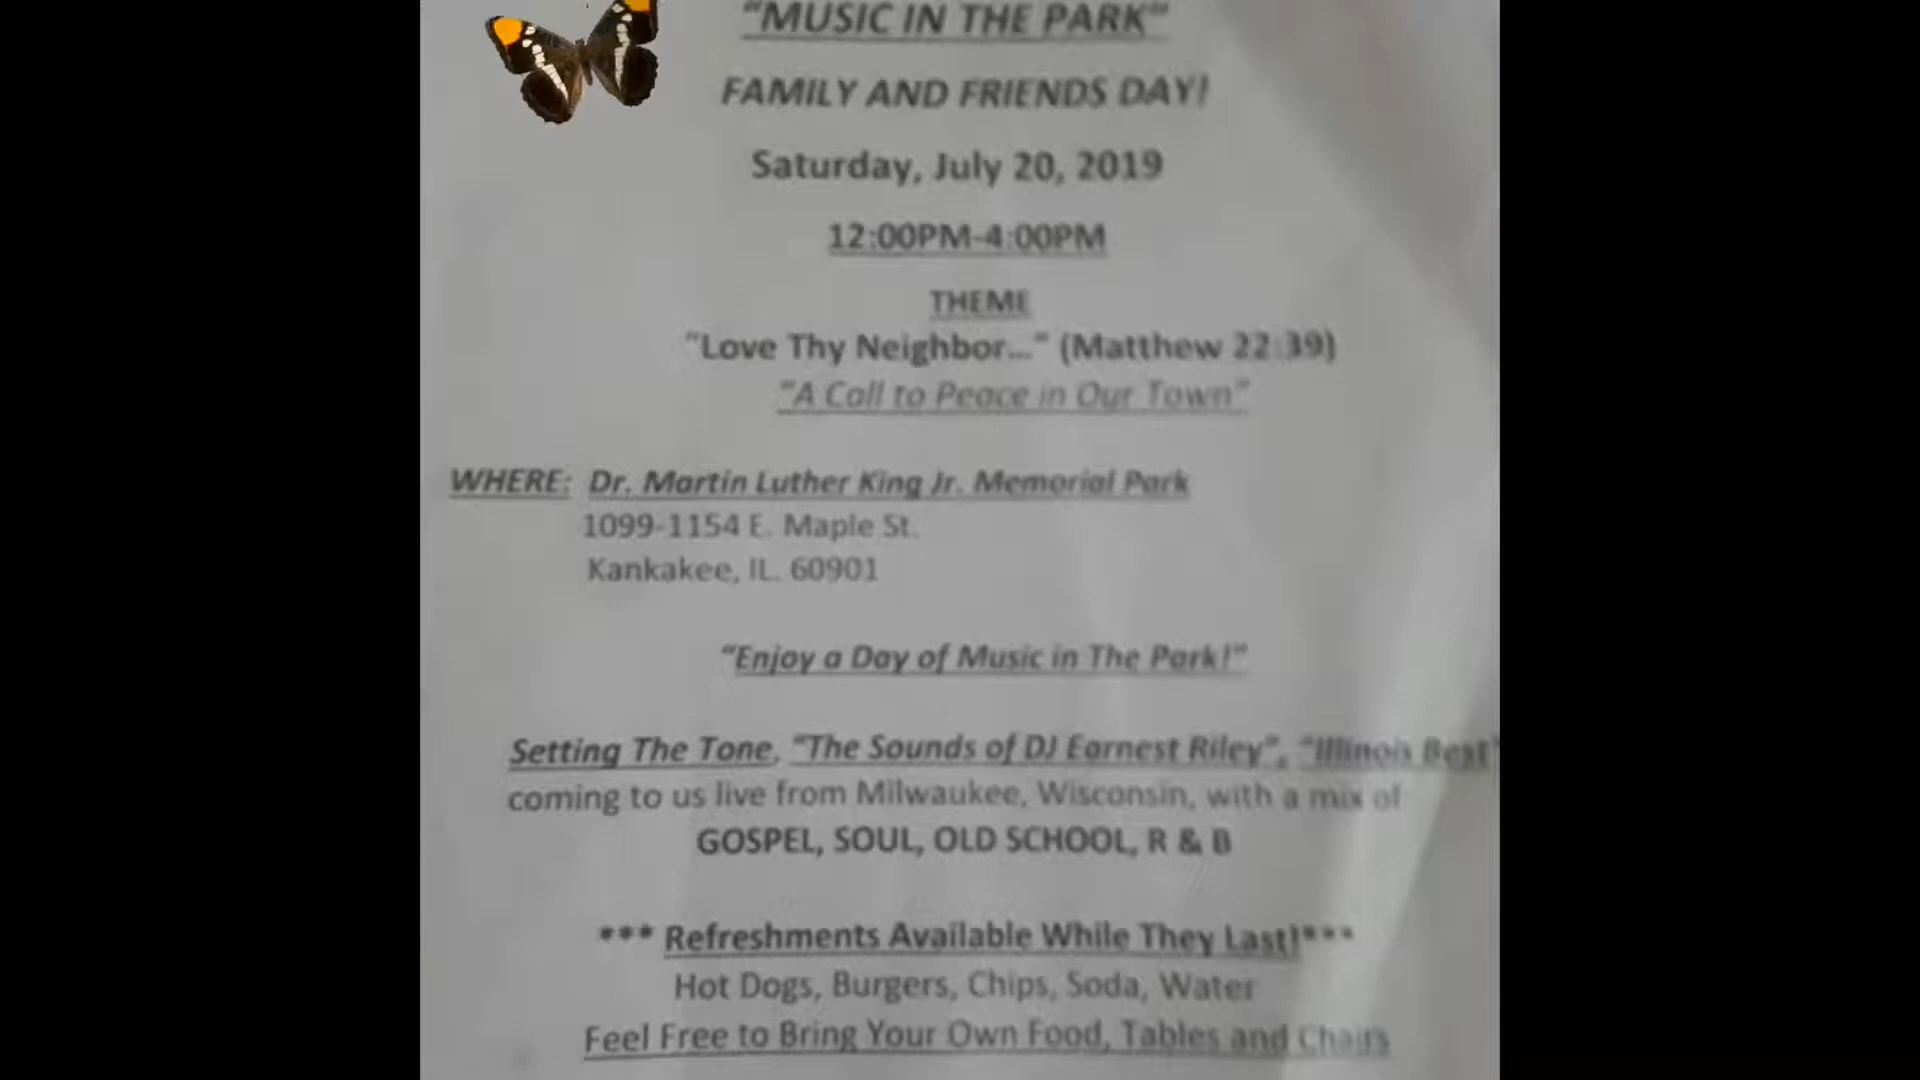 “MUSIC IN THE PARK”
FAMILY AND FRIENDS DAY!
Saturday, July 20, 2019
12:00PM-4:00PM
THEME
“Love Thy Neighbor...” (Matthew 22:39)
“A Call to Peace in Our Town”
WHERE: Dr. Martin Luther King Jr. Memorial Park
1099-1154 E. Maple St.
Kankakee, IL. 60901
“Enjoy a Day of Music in The Park!”
Setting The Tone, “The Sounds of DJ Earnest Riley”, “Illinois Best”
coming to us live from Milwaukee, Wisconsin, with a mix of
GOSPEL, SOUL, OLD SCHOOL, R & B
*** Refreshments Available While They Last!***
Hot Dogs, Burgers, Chips, Soda, Water
Feel Free to Bring Your Own Food, Tables and Chairs